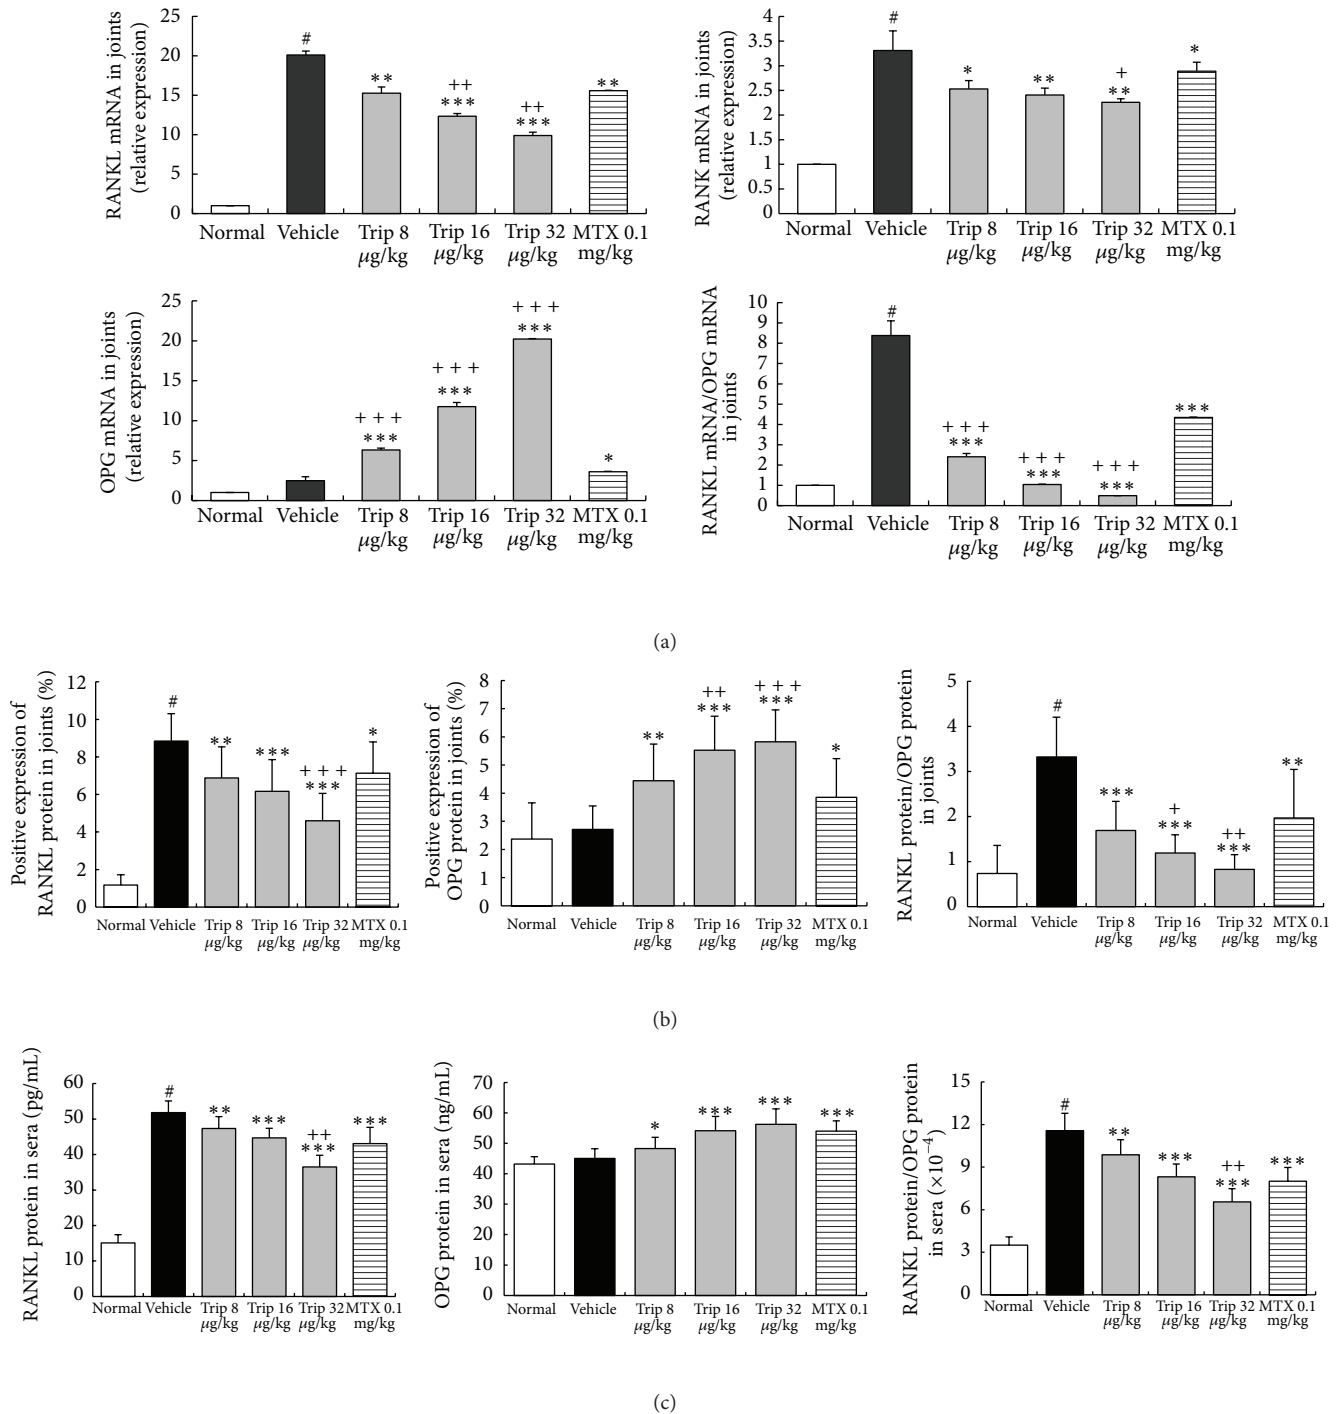 RANKL mRNA in joints
(relative expression)
25
20
15
10
5
0
#
**
++
***
++
***
**
Normal
Vehicle
Trip 8
μg/kg
Trip 16
μg/kg
Trip 32
μg/kg
MTX 0.1
mg/kg
RANK mRNA in joints
(relative expression)
4
3.5
3
2.5
2
1
0.5
0
#
*
**
+
**
*
Normal
Vehicle
Trip 8
μg/kg
Trip 16
μg/kg
Trip 32
μg/kg
MTX 0.1
mg/kg
OPG mRNA in joints
(relative expression)
25
20
15
10
5
0
+++
***
+++
***
+++
***
*
Normal
Vehicle
Trip 8
μg/kg
Trip 16
μg/kg
Trip 32
μg/kg
MTX 0.1
mg/kg
RANKL mRNA/OPG mRNA
in joints
10
9
8
7
6
5
4
3
2
1
0
#
+++
***
+++
***
+++
***
***
Normal
Vehicle
Trip 8
μg/kg
Trip 16
μg/kg
Trip 32
μg/kg
MTX 0.1
mg/kg
(a)
Positive expression of
RANKL protein in joints (%)
12
10
8
6
4
2
0
#
**
***
+++
***
*
Normal
Vehicle
Trip 8
μg/kg
Trip 16
μg/kg
Trip 32
μg/kg
MTX 0.1
mg/kg
Positive expression of
OPG protein in joints (%)
8
7
6
5
4
3
2
1
0
**
++
***
+++
***
*
Normal
Vehicle
Trip 8
μg/kg
Trip 16
μg/kg
Trip 32
μg/kg
MTX 0.1
mg/kg
RANKL protein/OPG protein
in joints
5
4
3
2
1
0
#
***
+
***
++
***
**
Normal
Vehicle
Trip 8
μg/kg
Trip 16
μg/kg
Trip 32
μg/kg
MTX 0.1
mg/kg
(b)
RANKL protein in sera (pg/mL)
60
50
40
30
20
10
0
#
**
***
++
***
***
Normal
Vehicle
Trip 8
μg/kg
Trip 16
μg/kg
Trip 32
μg/kg
MTX 0.1
mg/kg
OPG protein in sera (ng/mL)
70
60
50
40
30
20
10
0
*
***
***
***
Normal
Vehicle
Trip 8
μg/kg
Trip 16
μg/kg
Trip 32
μg/kg
MTX 0.1
mg/kg
RANKL protein/OPG protein
in sera (×10⁻⁴)
15
12
9
6
3
0
#
**
***
++
***
***
Normal
Vehicle
Trip 8
μg/kg
Trip 16
μg/kg
Trip 32
μg/kg
MTX 0.1
mg/kg
(c)